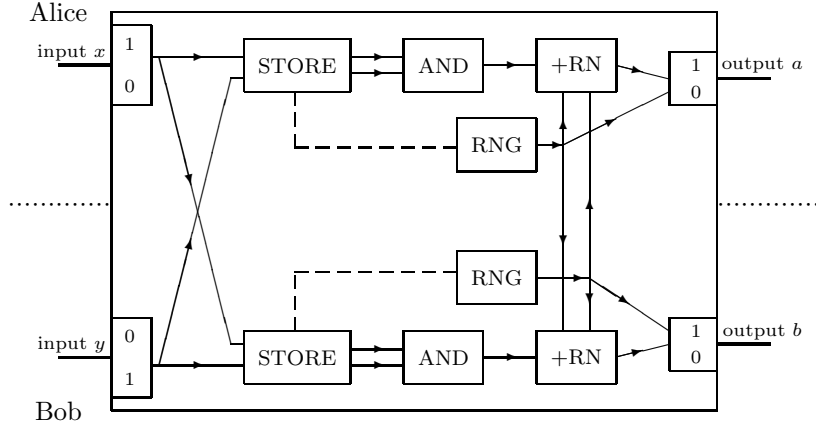 Alice
input x
1
0
STORE
AND
+RN
1
0
output a
RNG
RNG
input y
0
1
STORE
AND
+RN
1
0
output b
Bob